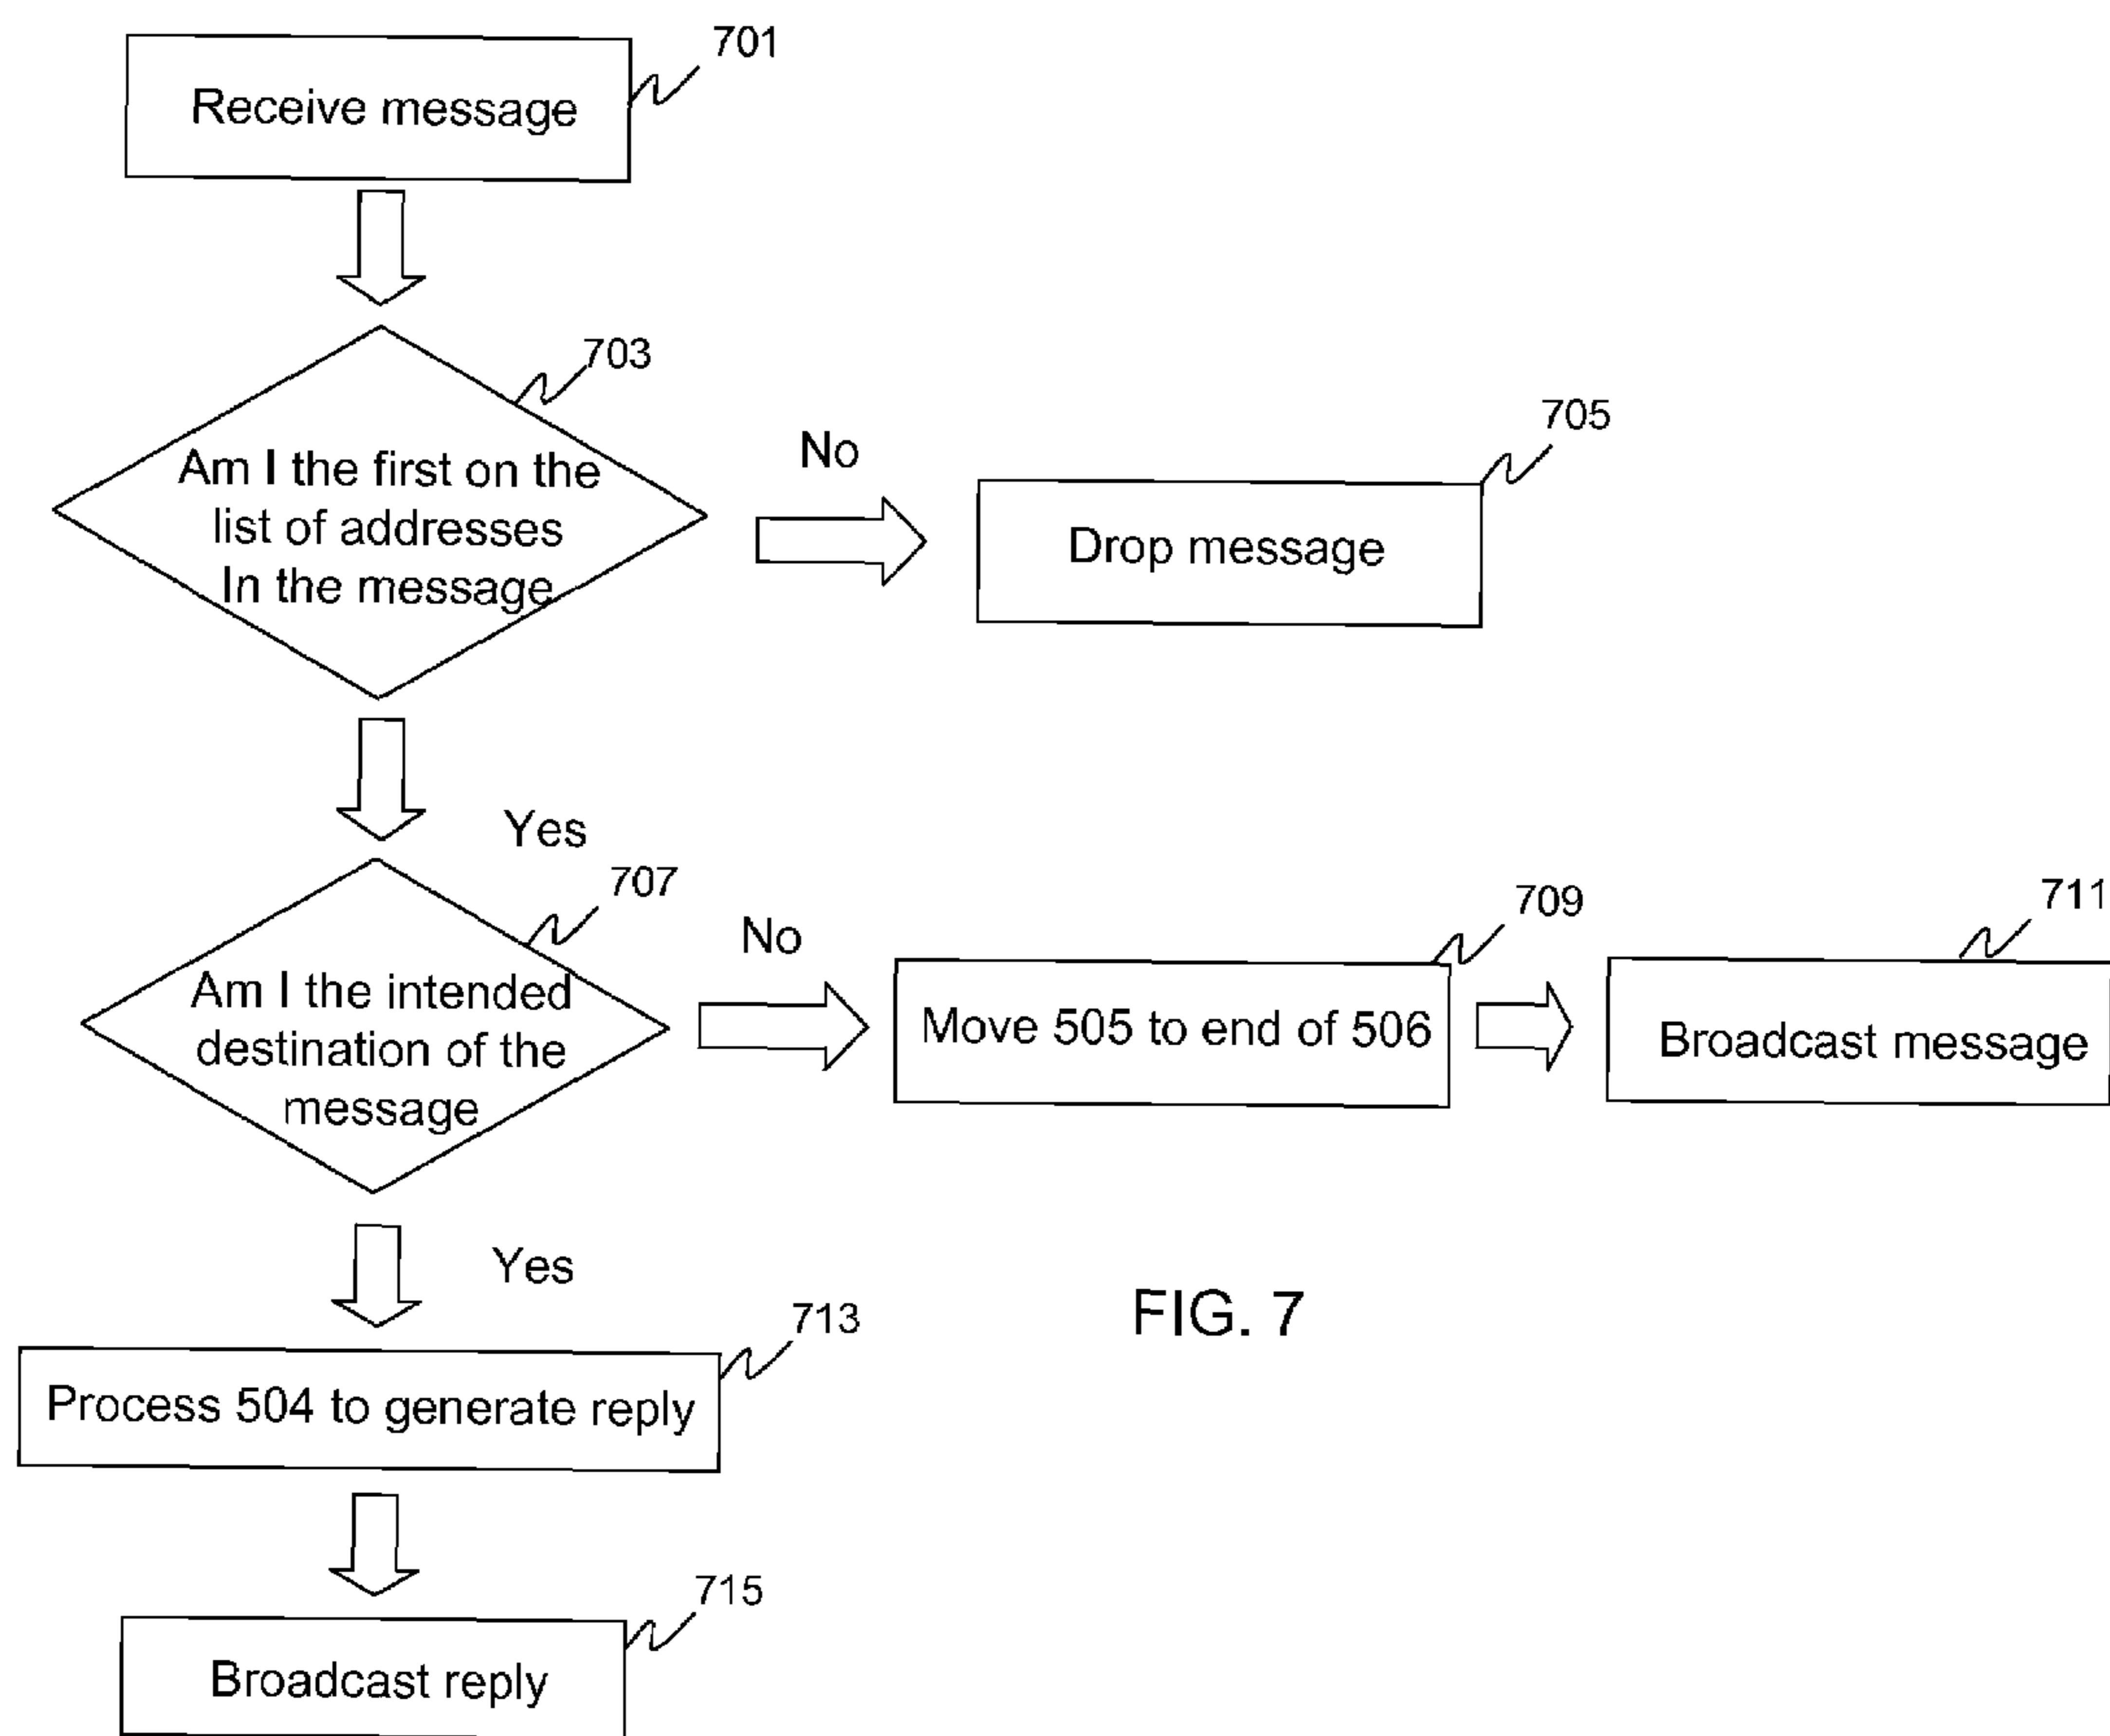 701
Receive message
703
Am I the first on the
list of addresses
In the message
No
705
Drop message
Yes
707
Am I the intended
destination of the
message
No
709
Move 505 to end of 506
711
Broadcast message
Yes
713
Process 504 to generate reply
715
Broadcast reply
FIG. 7